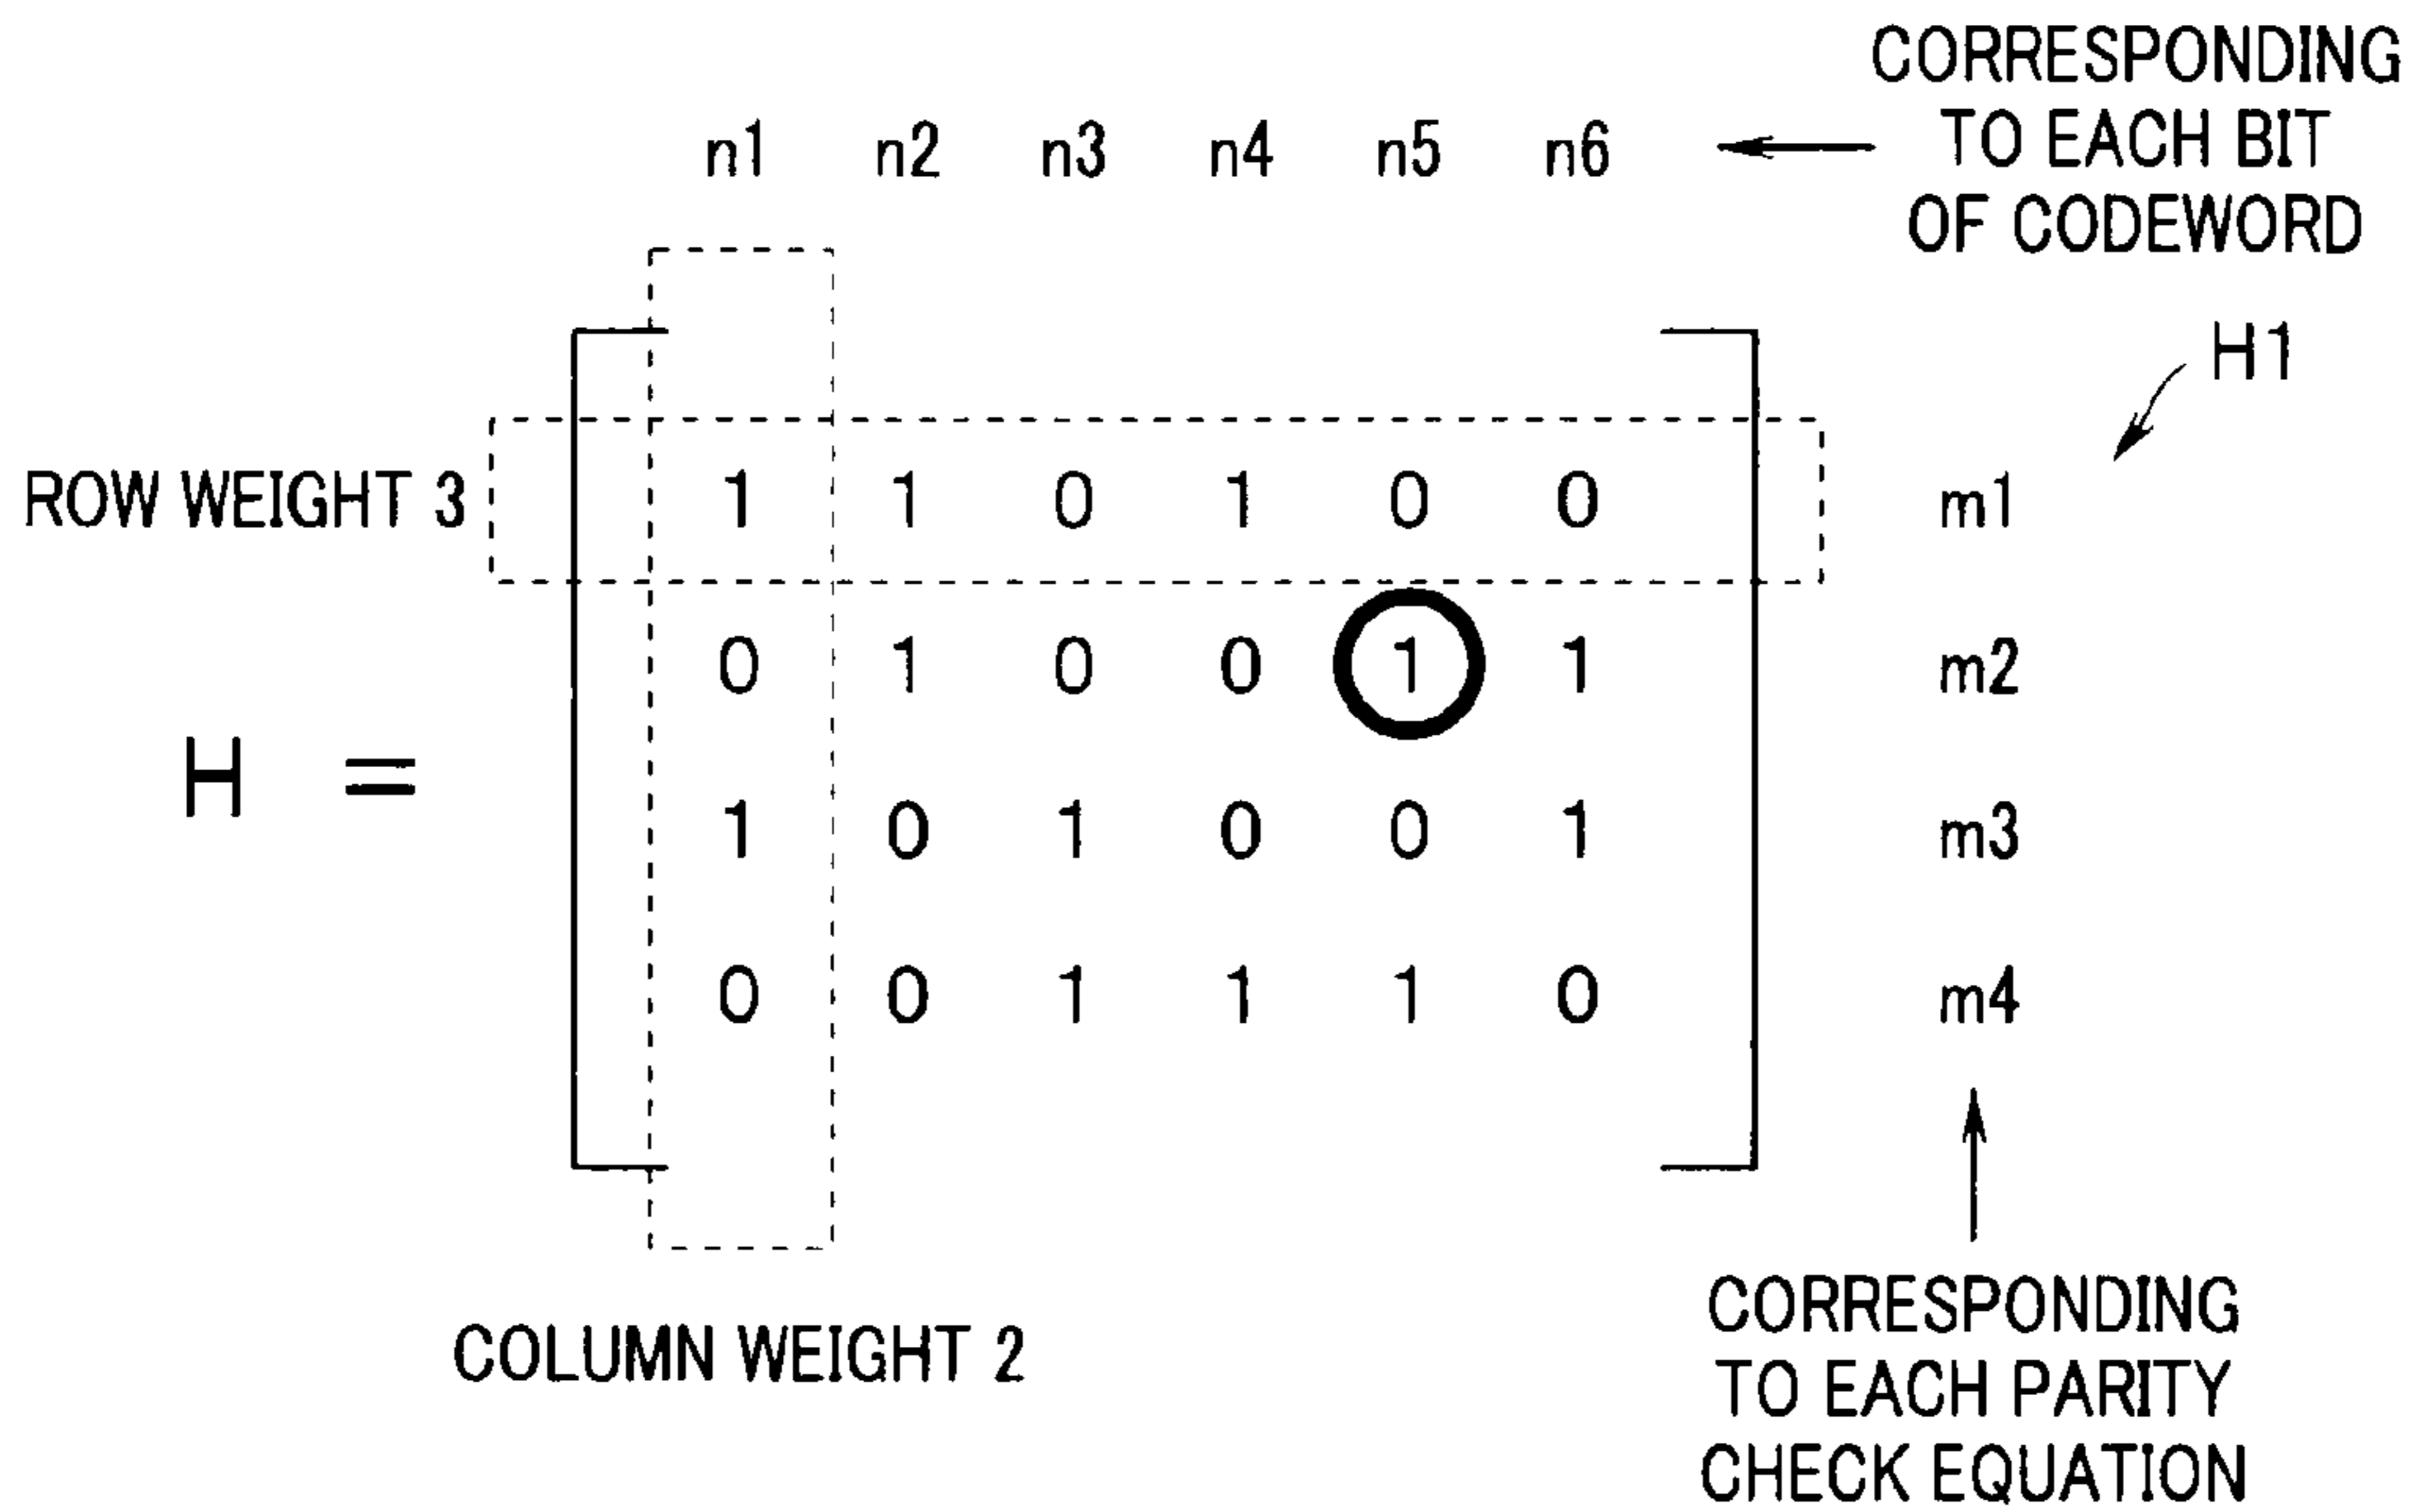 CORRESPONDING
TO EACH BIT
OF CODEWORD
n1 n2 n3 n4 n5 n6
H1
ROW WEIGHT 3 1 1 0 1 0 0 m1
0 1 0 0 1 1 m2
H =
1 0 1 0 0 1 m3
0 0 1 1 1 0 m4
COLUMN WEIGHT 2
CORRESPONDING
TO EACH PARITY
CHECK EQUATION